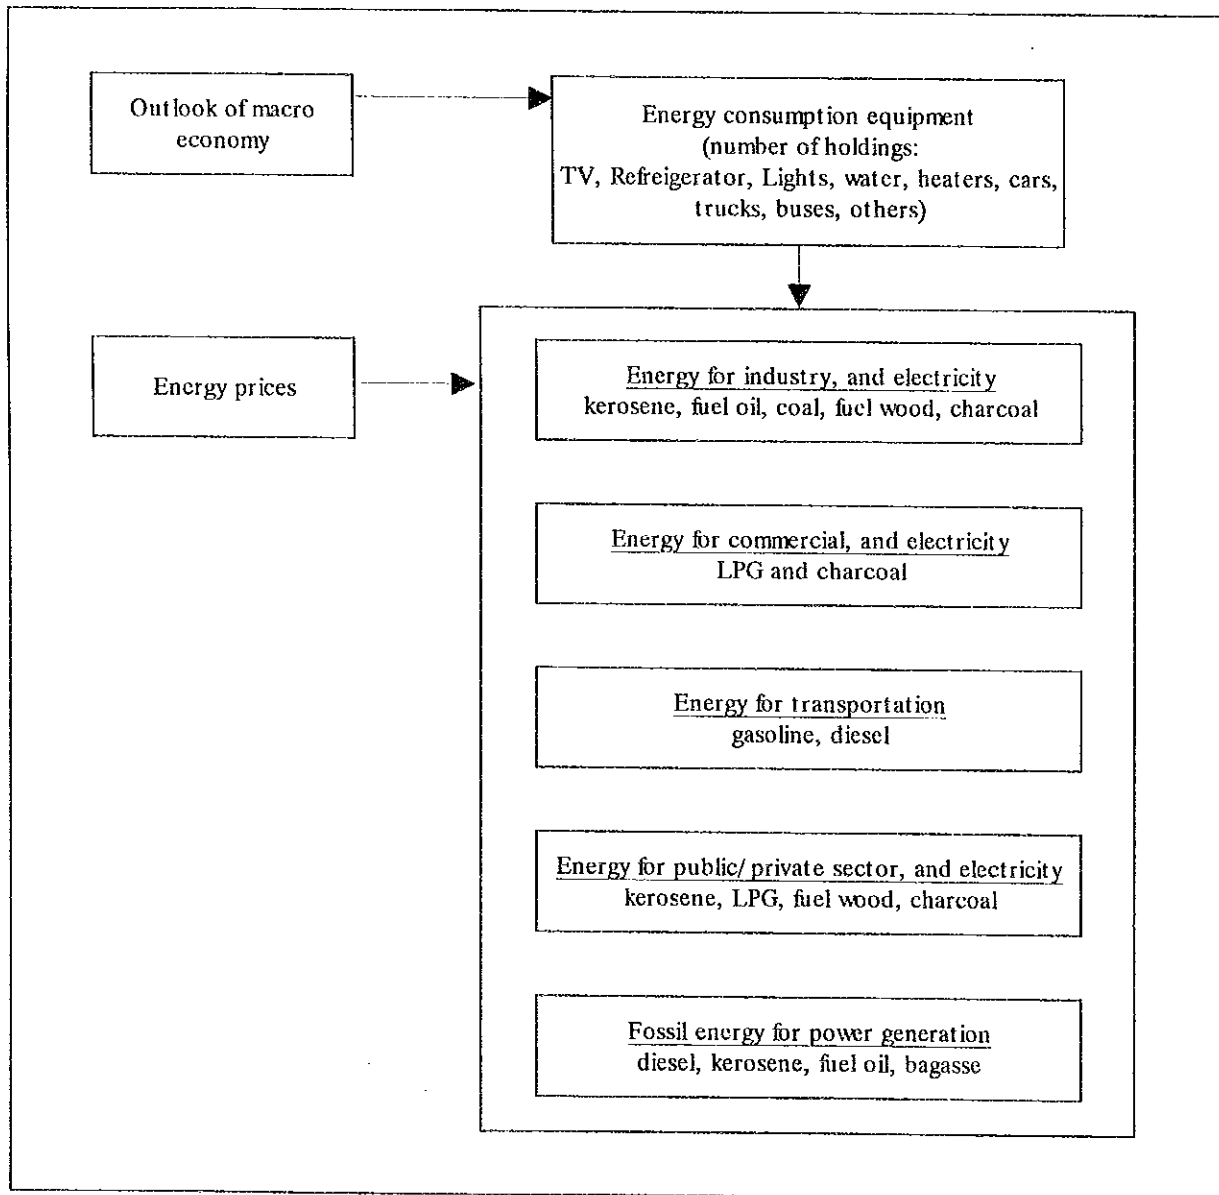 Outlook of macro
economy
Energy consumption equipment
(number of holdings:
TV, Refreigerator, Lights, water, heaters, cars,
trucks, buses, others)
Energy prices
Energy for industry, and electricity
kerosene, fuel oil, coal, fuel wood, charcoal
Energy for commercial, and electricity
LPG and charcoal
Energy for transportation
gasoline, diesel
Energy for public/ private sector, and electricity
kerosene, LPG, fuel wood, charcoal
Fossil energy for power generation
diesel, kerosene, fuel oil, bagasse